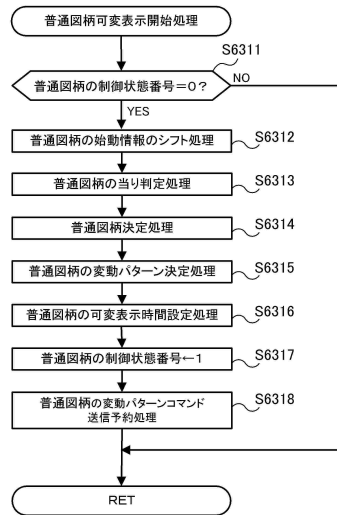 普通図柄可変表示開始処理
S6311
普通図柄の制御状態番号=0?
NO
YES
普通図柄の始動情報のシフト処理
S6312
普通図柄の当り判定処理
S6313
普通図柄決定処理
S6314
普通図柄の変動パターン決定処理
S6315
普通図柄の可変表示時間設定処理
S6316
普通図柄の制御状態番号←1
S6317
普通図柄の変動パターンコマンド
送信予約処理
S6318
RET